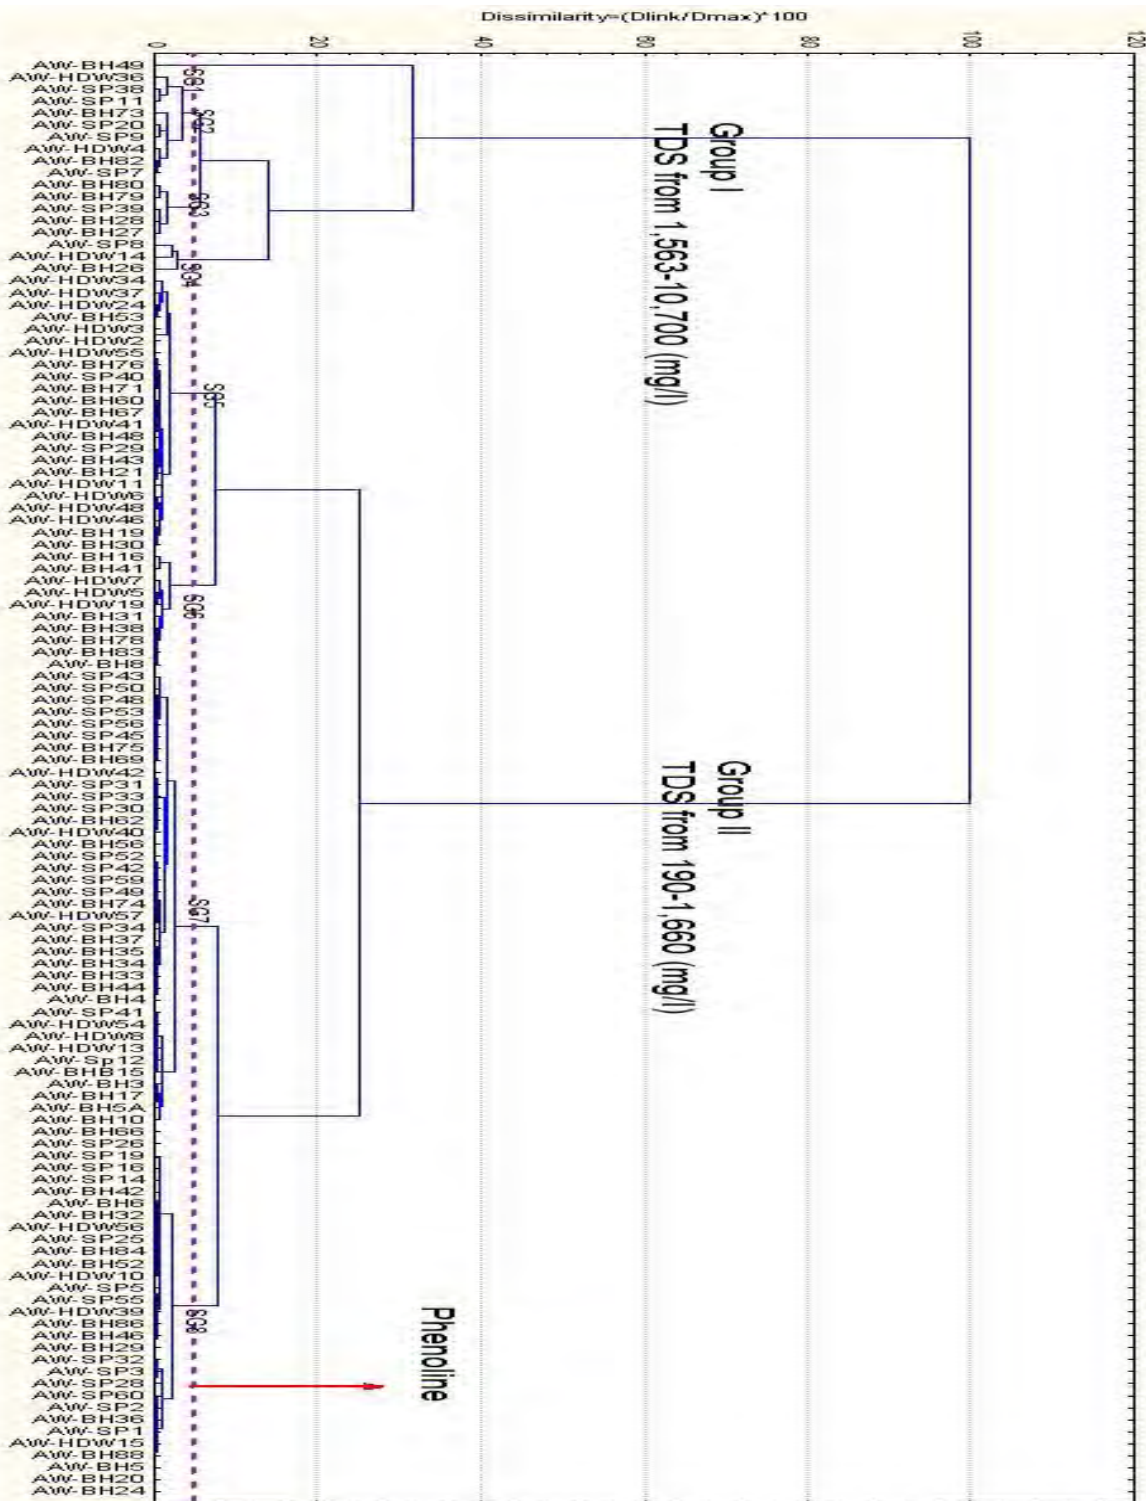 Dissimilarity=(Dlink/Dmax)*100
0
20
40
60
80
100
120
AW-BH49
AW-HDW36
AW-SP38
AW-SP11
AW-BH73
AW-SP20
AW-SP9
AW-HDW4
AW-BH82
AW-SP7
AW-BH80
AW-BH79
AW-SP39
AW-BH28
AW-BH27
AW-SP8
AW-HDW14
AW-BH26
AW-HDW34
AW-HDW37
AW-HDW24
AW-BH53
AW-HDW3
AW-HDW2
AW-HDW55
AW-BH76
AW-SP40
AW-BH71
AW-BH60
AW-BH67
AW-HDW41
AW-BH48
AW-SP29
AW-BH43
AW-BH21
AW-HDW11
AW-HDW6
AW-HDW48
AW-HDW46
AW-BH19
AW-BH30
AW-BH16
AW-BH41
AW-HDW7
AW-HDW5
AW-HDW19
AW-BH31
AW-BH38
AW-BH78
AW-BH83
AW-BH8
AW-SP43
AW-SP50
AW-SP48
AW-SP53
AW-SP56
AW-SP45
AW-BH75
AW-BH69
AW-HDW42
AW-SP31
AW-SP33
AW-SP30
AW-BH62
AW-HDW40
AW-BH56
AW-SP52
AW-SP42
AW-SP59
AW-SP49
AW-BH74
AW-HDW57
AW-SP34
AW-BH37
AW-BH35
AW-BH34
AW-BH33
AW-BH44
AW-BH4
AW-SP41
AW-HDW54
AW-HDW8
AW-HDW13
AW-Sp12
AW-BHB15
AW-BH3
AW-BH17
AW-BH5A
AW-BH10
AW-BH66
AW-SP26
AW-SP19
AW-SP16
AW-SP14
AW-BH42
AW-BH6
AW-BH32
AW-HDW56
AW-SP25
AW-BH84
AW-BH52
AW-HDW10
AW-SP5
AW-SP55
AW-HDW39
AW-BH86
AW-BH46
AW-BH29
AW-SP32
AW-SP3
AW-SP28
AW-SP60
AW-SP2
AW-BH36
AW-SP1
AW-HDW15
AW-BH88
AW-BH5
AW-BH20
AW-BH24
SG1
SG2
SG3
SG4
SG5
SG6
SG7
SG8
Group I
TDS from 1,563-10,700 (mg/l)
Group II
TDS from 190-1,660 (mg/l)
Phenoline